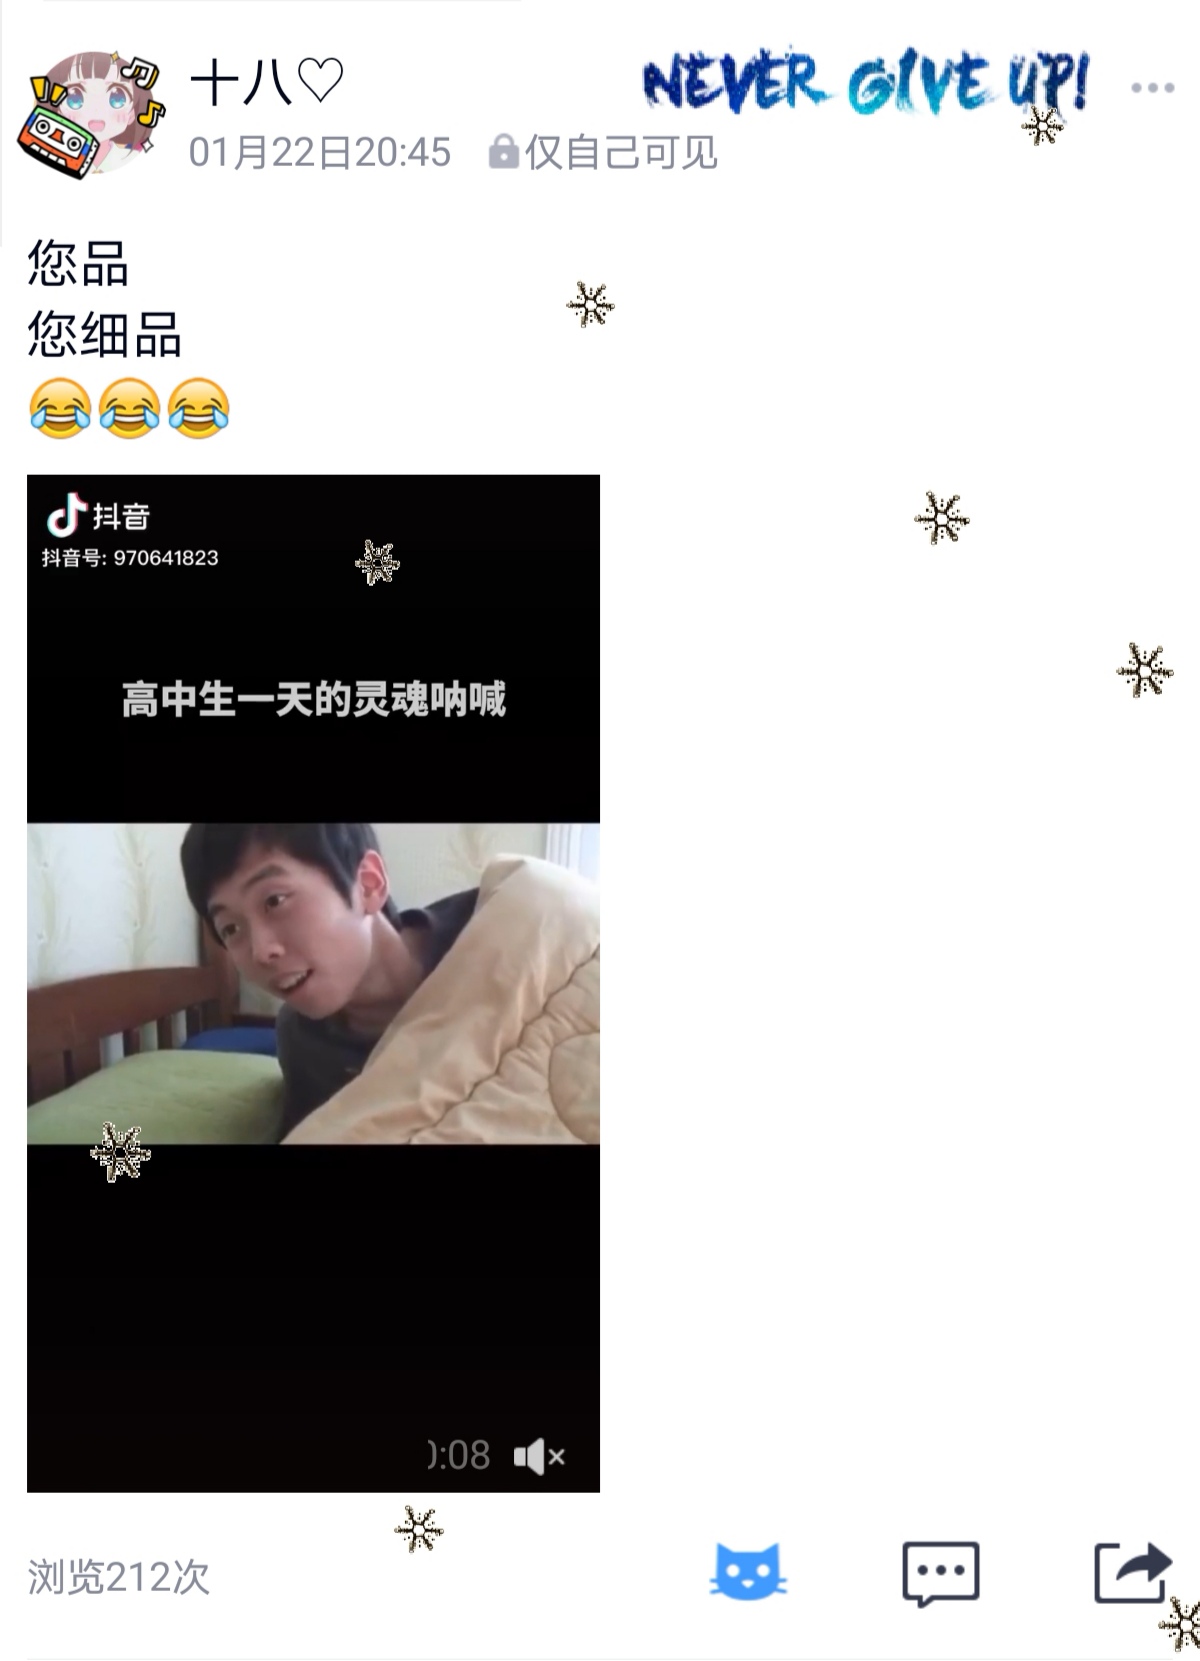 十八♡
NEVER GIVE UP!
01月22日20:45 仅自己可见
您品
您细品
😂😂😂
抖音
抖音号: 970641823
高中生一天的灵魂呐喊
0:08
浏览212次